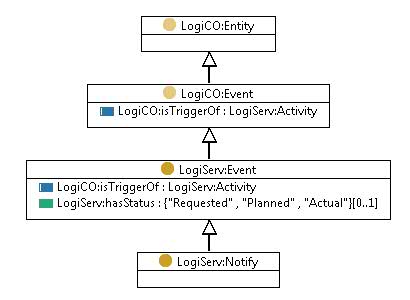 LogiCO:Entity
LogiCO:Event
LogiCO:isTriggerOf : LogiServ:Activity
LogiServ:Event
LogiCO:isTriggerOf : LogiServ:Activity
LogiServ:hasStatus : {"Requested" , "Planned" , "Actual"}[0..1]
LogiServ:Notify